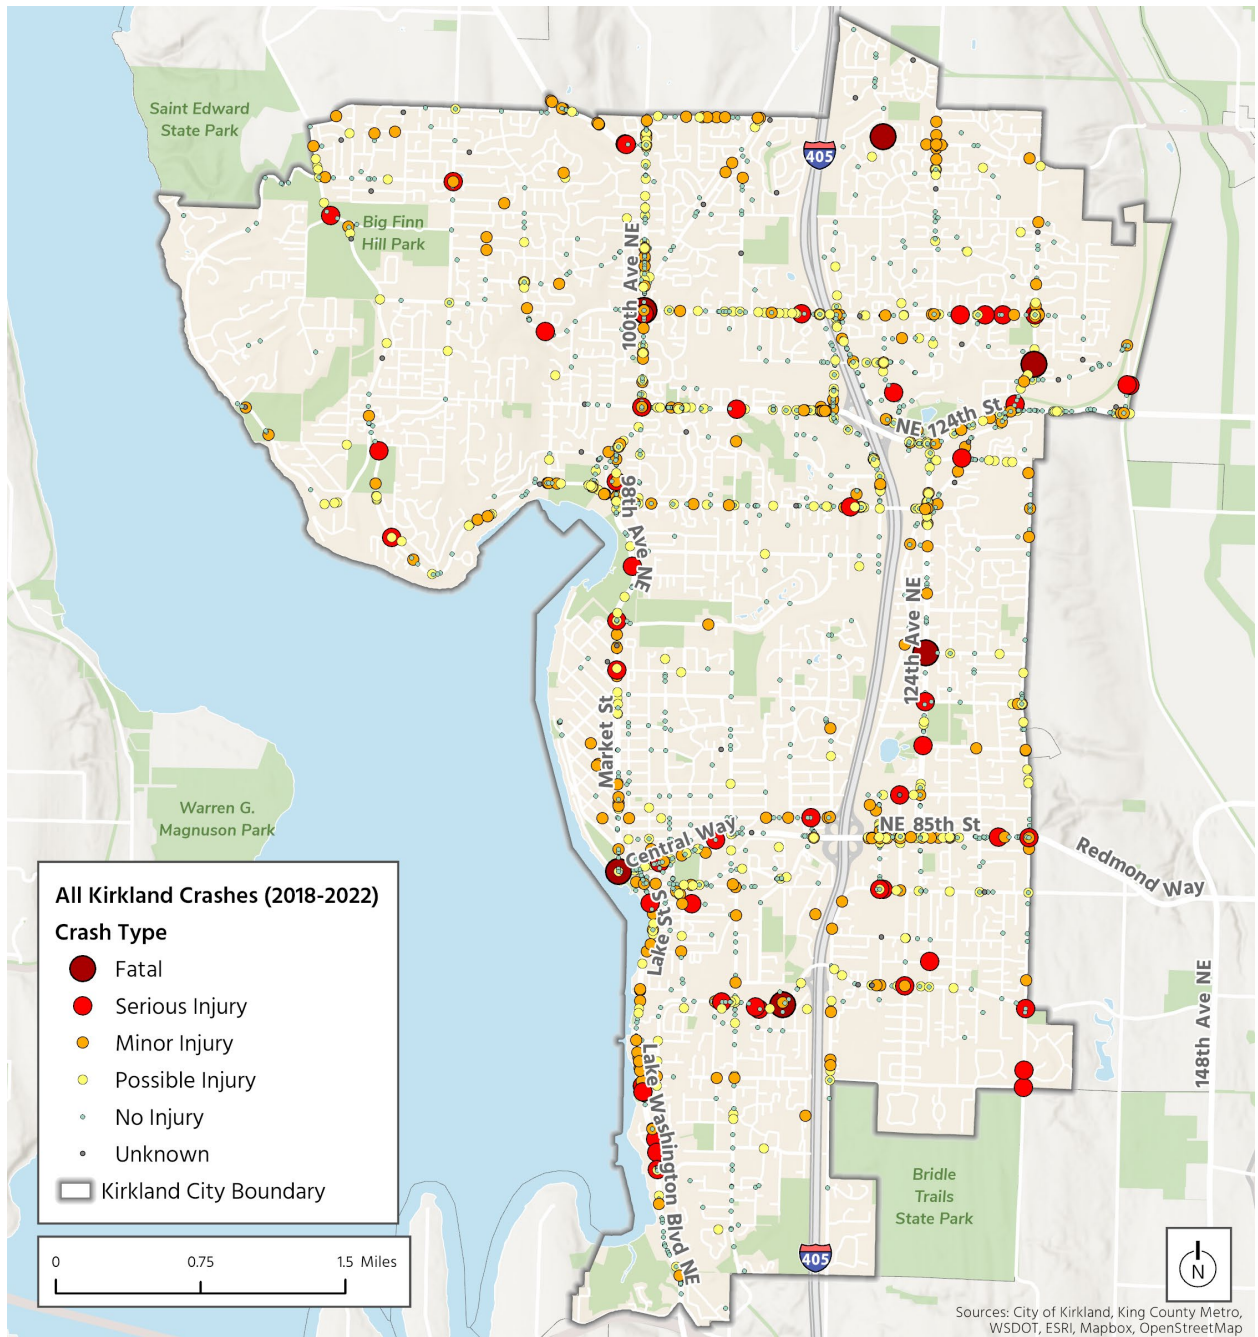 Saint Edward
State Park
405
Big Finn
Hill Park
100th Ave NE
NE 124th St
98th Ave NE
124th Ave NE
Market St
Warren G.
Magnuson Park
Central Way
NE 85th St
Redmond Way
Lake St S
148th Ave NE
Lake Washington Blvd NE
Bridle
Trails
State Park
405
All Kirkland Crashes (2018-2022)
Crash Type
Fatal
Serious Injury
Minor Injury
Possible Injury
No Injury
Unknown
Kirkland City Boundary
0 0.75 1.5 Miles
N
Sources: City of Kirkland, King County Metro,
WSDOT, ESRI, Mapbox, OpenStreetMap